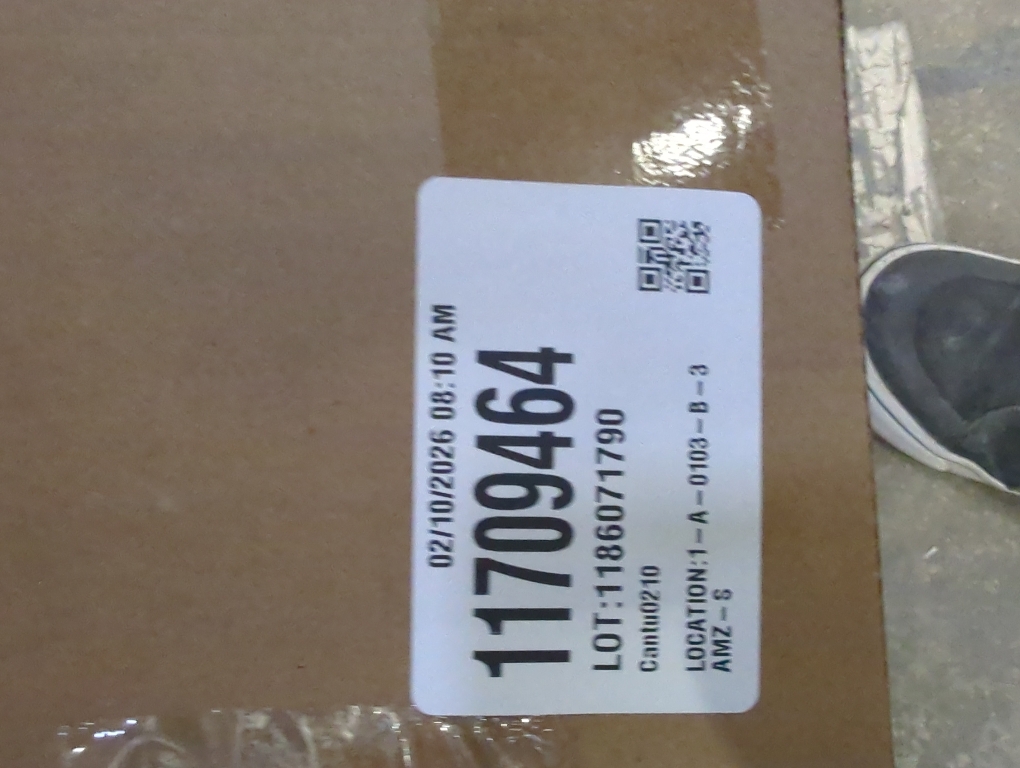 02/10/2026 08:10 AM
11709464
LOT:1186071790
Cantu0210
LOCATION:1-A-0103-B-3
AMZ-S